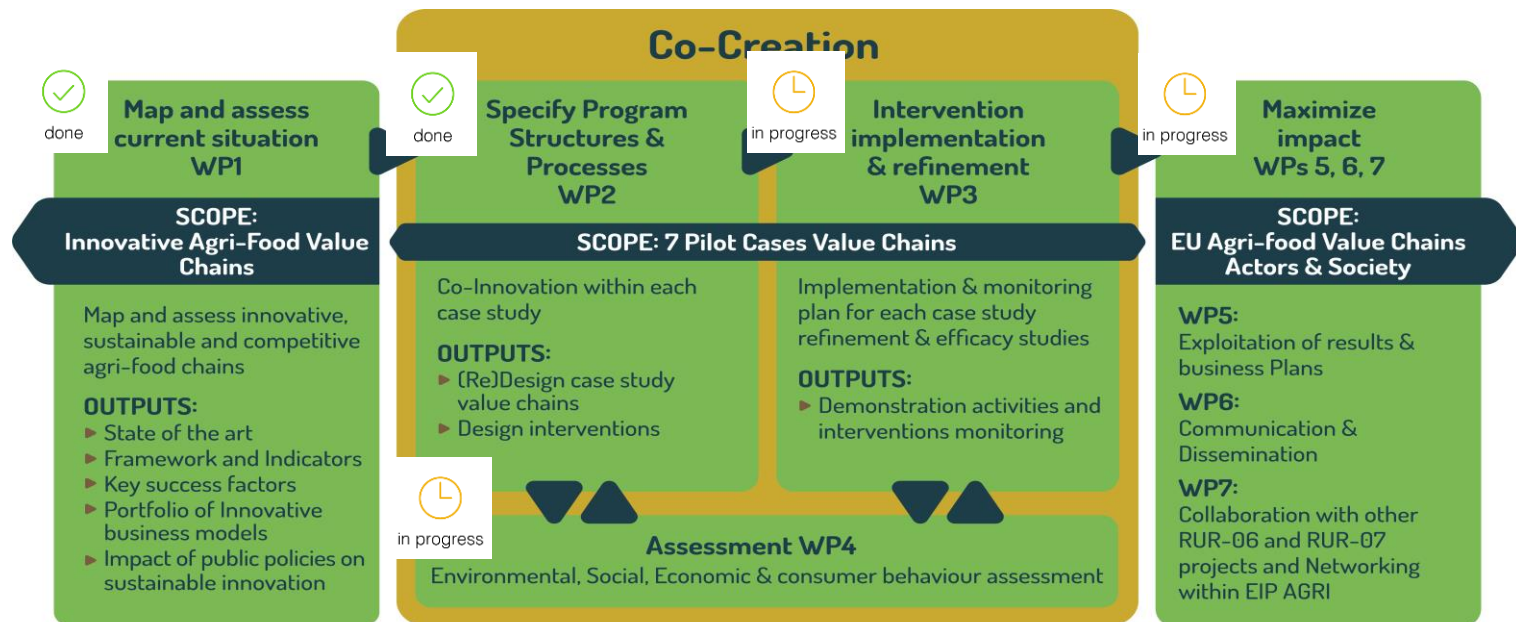 Co-Creation
done
Map and assess
current situation
WP1
SCOPE:
Innovative Agri-Food Value
Chains
Map and assess innovative,
sustainable and competitive
agri-food chains
OUTPUTS:
State of the art
Framework and Indicators
Key success factors
Portfolio of Innovative
business models
Impact of public policies on
sustainable innovation
done
Specify Program
Structures &
Processes
WP2
in progress
Intervention
implementation
& refinement
WP3
SCOPE: 7 Pilot Cases Value Chains
Co-Innovation within each
case study
OUTPUTS:
(Re)Design case study
value chains
Design interventions
Implementation & monitoring
plan for each case study
refinement & efficacy studies
OUTPUTS:
Demonstration activities and
interventions monitoring
in progress
Assessment WP4
Environmental, Social, Economic & consumer behaviour assessment
in progress
Maximize
impact
WPs 5, 6, 7
SCOPE:
EU Agri-food Value Chains
Actors & Society
WP5:
Exploitation of results &
business Plans
WP6:
Communication &
Dissemination
WP7:
Collaboration with other
RUR-06 and RUR-07
projects and Networking
within EIP AGRI